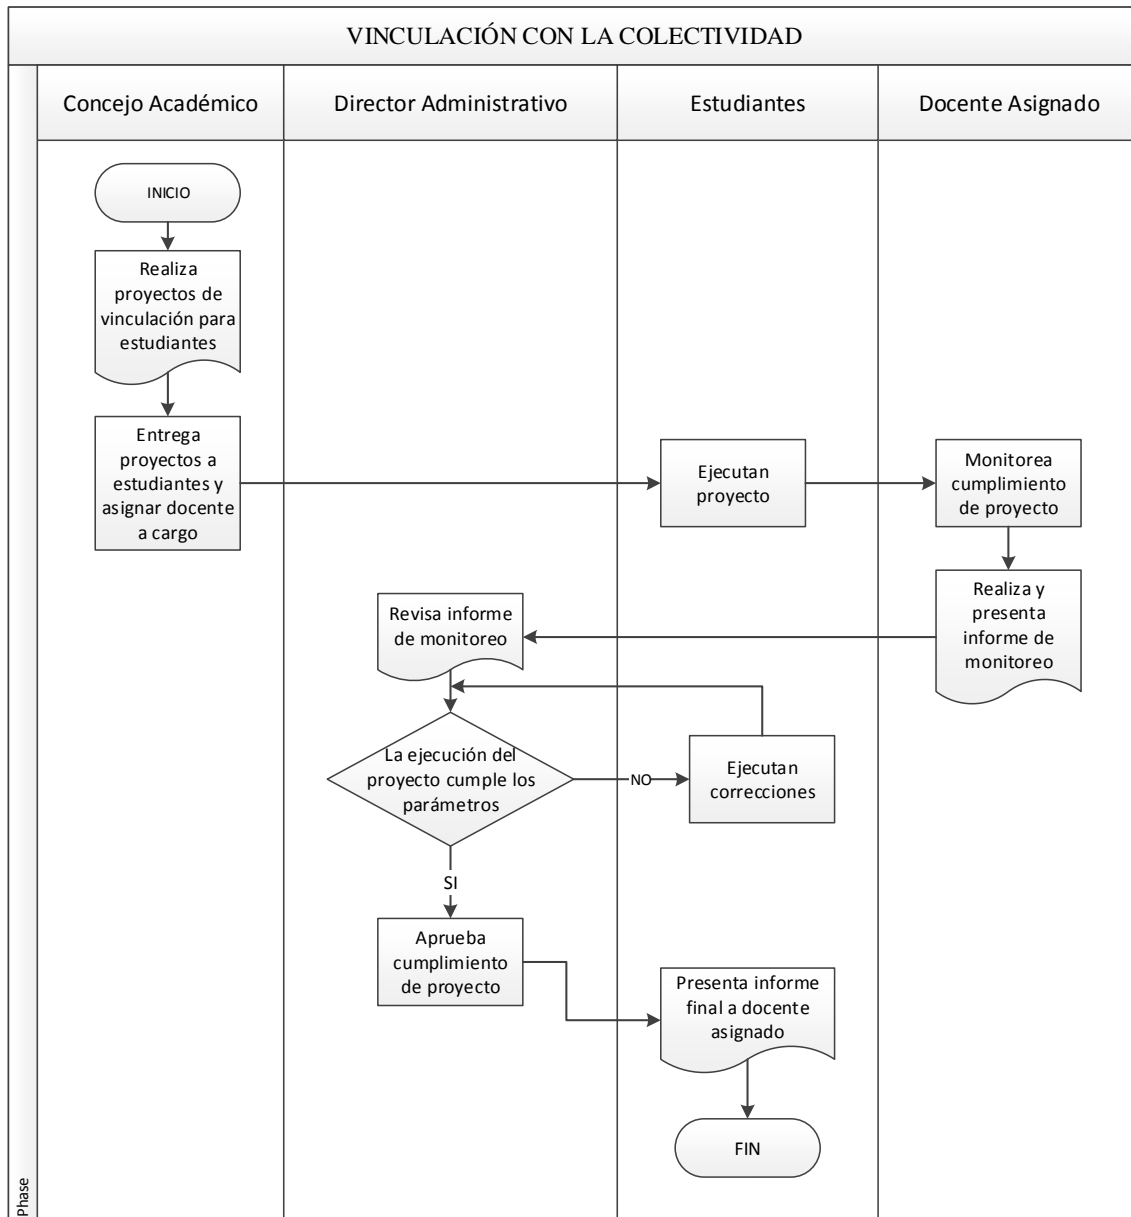 VINCULACIÓN CON LA COLECTIVIDAD
Concejo Académico
Director Administrativo
Estudiantes
Docente Asignado
INICIO
Realiza
proyectos de
vinculación para
estudiantes
Entrega
proyectos a
estudiantes y
asignar docente
a cargo
Ejecutan
proyecto
Monitorea
cumplimiento
de proyecto
Realiza y
presenta
informe de
monitoreo
Revisa informe
de monitoreo
La ejecución del
proyecto cumple los
parámetros
NO
Ejecutan
correcciones
SI
Aprueba
cumplimiento
de proyecto
Presenta informe
final a docente
asignado
FIN
Phase